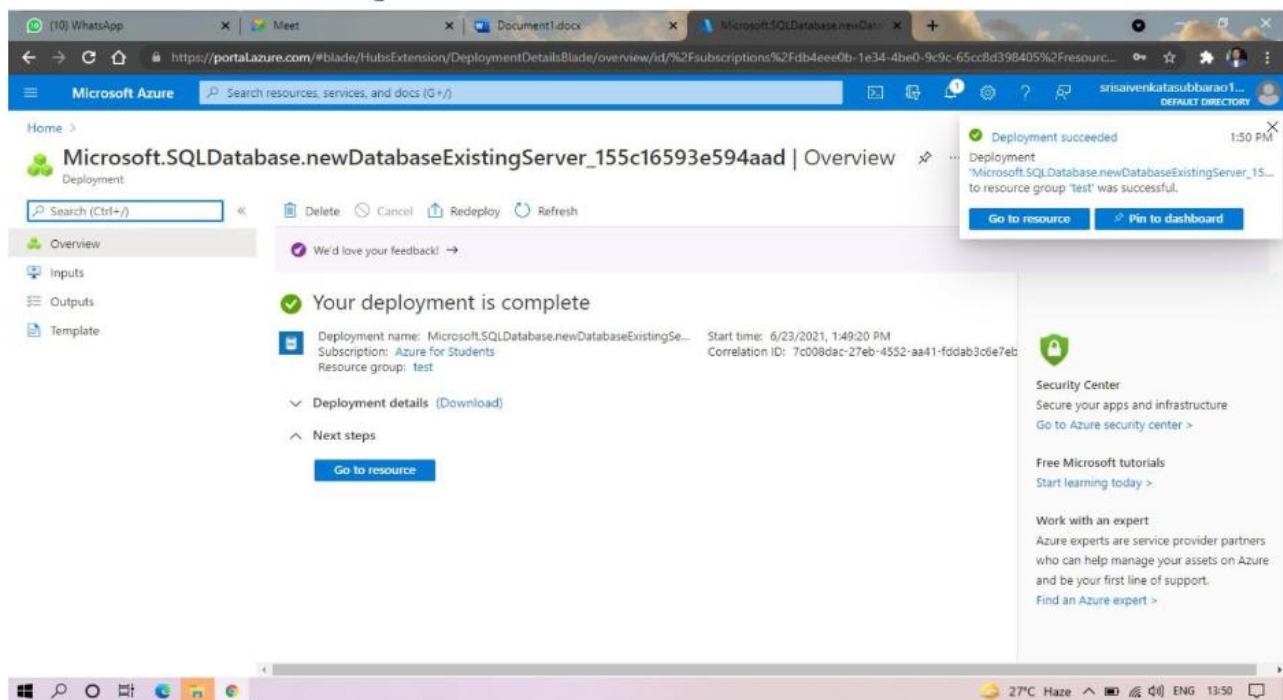 (10) WhatsApp
Meet
Document1.docx
Microsoft.SQLDatabase.newData
https://portal.azure.com/#blade/HubsExtension/DeploymentDetailsBlade/overview/id/%2Fsubscriptions%2Fdb4eee0b-1e34-4be0-9c9c-65cc8d398405%2Fresourc...
Microsoft Azure
Search resources, services, and docs (G+/)
1
srisaivenkatasubbarao1...
DEFAULT DIRECTORY
Home >
Microsoft.SQLDatabase.newDatabaseExistingServer_155c16593e594aad | Overview
Deployment
Deployment succeeded
1:50 PM
Deployment
'Microsoft.SQLDatabase.newDatabaseExistingServer_15...
to resource group 'test' was successful.
Go to resource
Pin to dashboard
Search (Ctrl+/)
Delete
Cancel
Redeploy
Refresh
Overview
Inputs
Outputs
Template
We'd love your feedback! →
Your deployment is complete
Deployment name: Microsoft.SQLDatabase.newDatabaseExistingSe...
Subscription: Azure for Students
Resource group: test
Start time: 6/23/2021, 1:49:20 PM
Correlation ID: 7c008dac-27eb-4552-aa41-fddab3c6e7eb
Deployment details (Download)
Next steps
Go to resource
Security Center
Secure your apps and infrastructure
Go to Azure security center >
Free Microsoft tutorials
Start learning today >
Work with an expert
Azure experts are service provider partners
who can help manage your assets on Azure
and be your first line of support.
Find an Azure expert >
27°C Haze
ENG
13:50